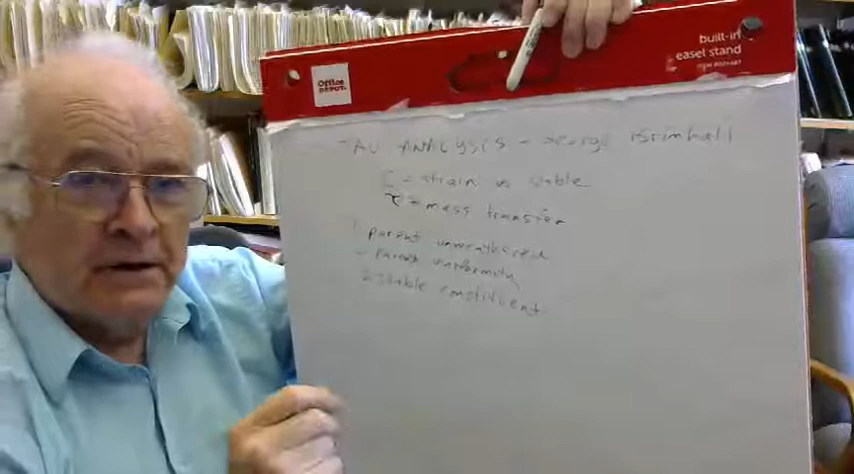 Office DEPOT
built-in easel stand
- AU ANALYSIS - George Brimhall
Ɛ = strain vs stable
τ = mass transfer
1 parent unweathered
- Parent uniformity
2 stable constituent